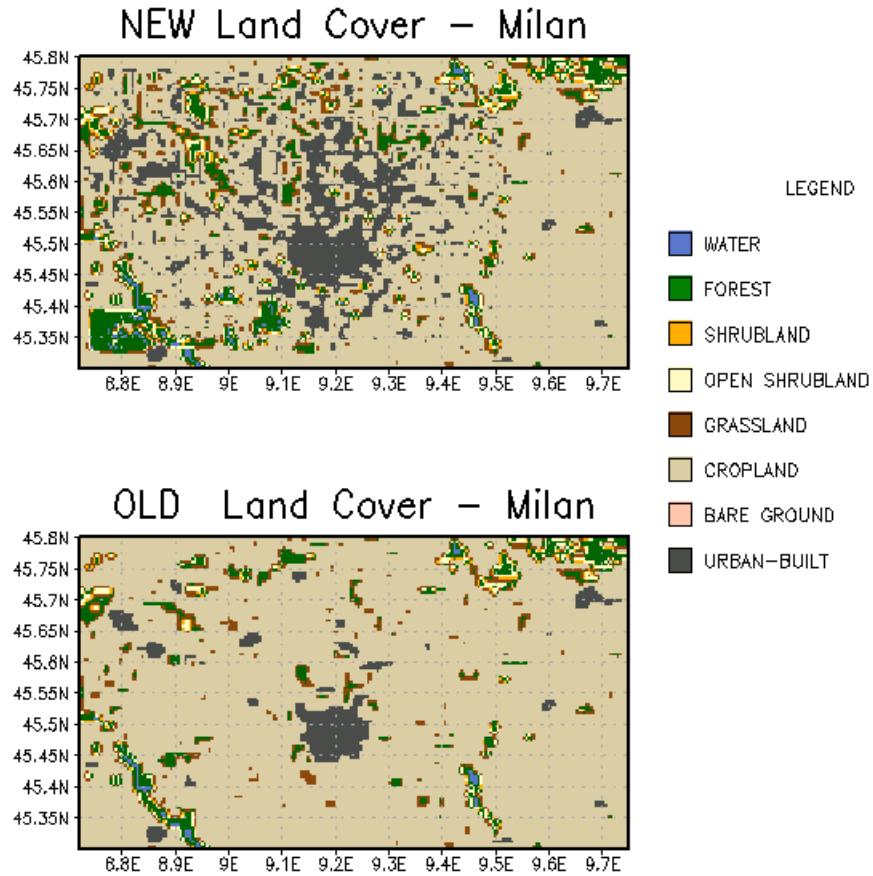 NEW Land Cover – Milan
45.8N
45.75N
45.7N
45.65N
45.6N
45.55N
45.5N
45.45N
45.4N
45.35N
8.8E 8.9E 9E 9.1E 9.2E 9.3E 9.4E 9.5E 9.6E 9.7E
LEGEND
WATER
FOREST
SHRUBLAND
OPEN SHRUBLAND
GRASSLAND
CROPLAND
BARE GROUND
URBAN–BUILT
OLD Land Cover – Milan
45.8N
45.75N
45.7N
45.65N
45.6N
45.55N
45.5N
45.45N
45.4N
45.35N
8.8E 8.9E 9E 9.1E 9.2E 9.3E 9.4E 9.5E 9.6E 9.7E